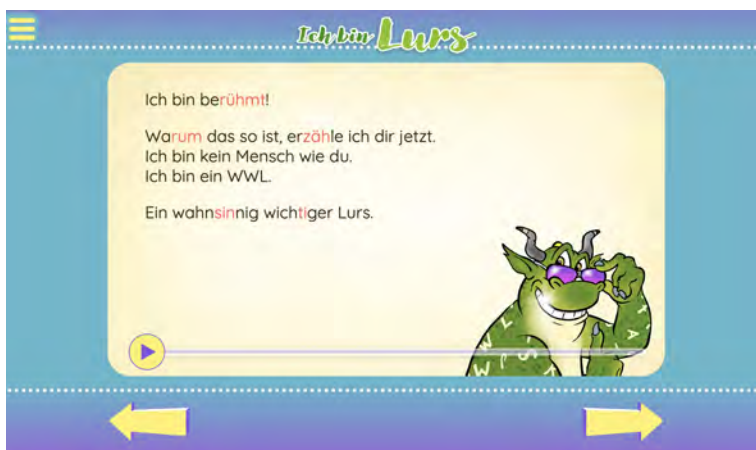 Ich bin Lurs
Ich bin berühmt!
Warum das so ist, erzähle ich dir jetzt.
Ich bin kein Mensch wie du.
Ich bin ein WWL.
Ein wahnsinnig wichtiger Lurs.